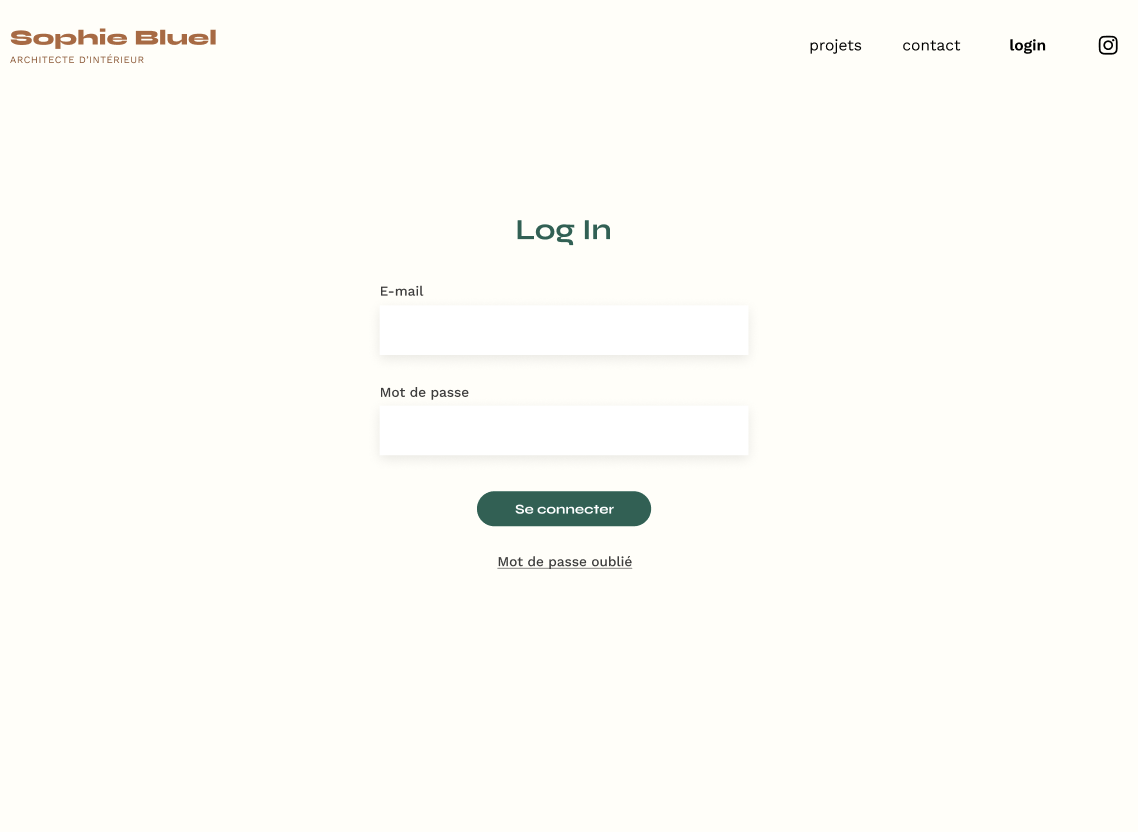 Sophie Bluel
ARCHITECTE D'INTÉRIEUR
projets contact login
Log In
E-mail
Mot de passe
Se connecter
Mot de passe oublié